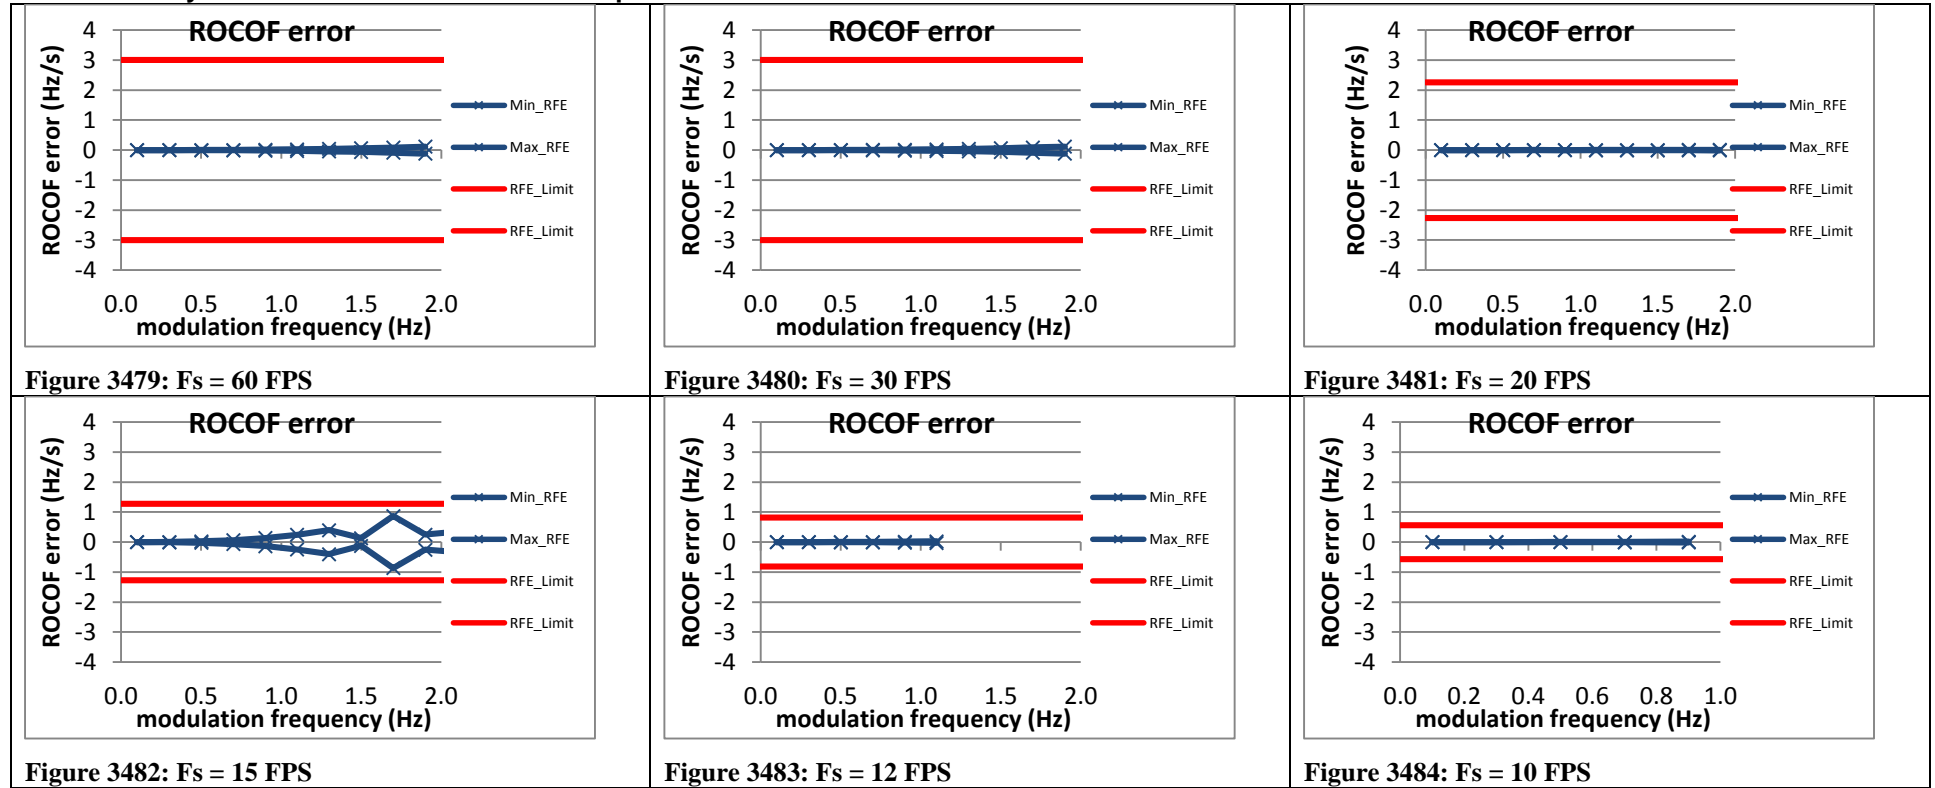 ROCOF error
4
3
2
1
0
-1
-2
-3
-4
ROCOF error (Hz/s)
0.0 0.5 1.0 1.5 2.0
modulation frequency (Hz)
Min_RFE
Max_RFE
RFE_Limit
RFE_Limit
Figure 3479: Fs = 60 FPS
ROCOF error
4
3
2
1
0
-1
-2
-3
-4
ROCOF error (Hz/s)
0.0 0.5 1.0 1.5 2.0
modulation frequency (Hz)
Min_RFE
Max_RFE
RFE_Limit
RFE_Limit
Figure 3480: Fs = 30 FPS
ROCOF error
4
3
2
1
0
-1
-2
-3
-4
ROCOF error (Hz/s)
0.0 0.5 1.0 1.5 2.0
modulation frequency (Hz)
Min_RFE
Max_RFE
RFE_Limit
RFE_Limit
Figure 3481: Fs = 20 FPS
ROCOF error
4
3
2
1
0
-1
-2
-3
-4
ROCOF error (Hz/s)
0.0 0.5 1.0 1.5 2.0
modulation frequency (Hz)
Min_RFE
Max_RFE
RFE_Limit
RFE_Limit
Figure 3482: Fs = 15 FPS
ROCOF error
4
3
2
1
0
-1
-2
-3
-4
ROCOF error (Hz/s)
0.0 0.5 1.0 1.5 2.0
modulation frequency (Hz)
Min_RFE
Max_RFE
RFE_Limit
RFE_Limit
Figure 3483: Fs = 12 FPS
ROCOF error
4
3
2
1
0
-1
-2
-3
-4
ROCOF error (Hz/s)
0.0 0.2 0.4 0.6 0.8 1.0
modulation frequency (Hz)
Min_RFE
Max_RFE
RFE_Limit
RFE_Limit
Figure 3484: Fs = 10 FPS